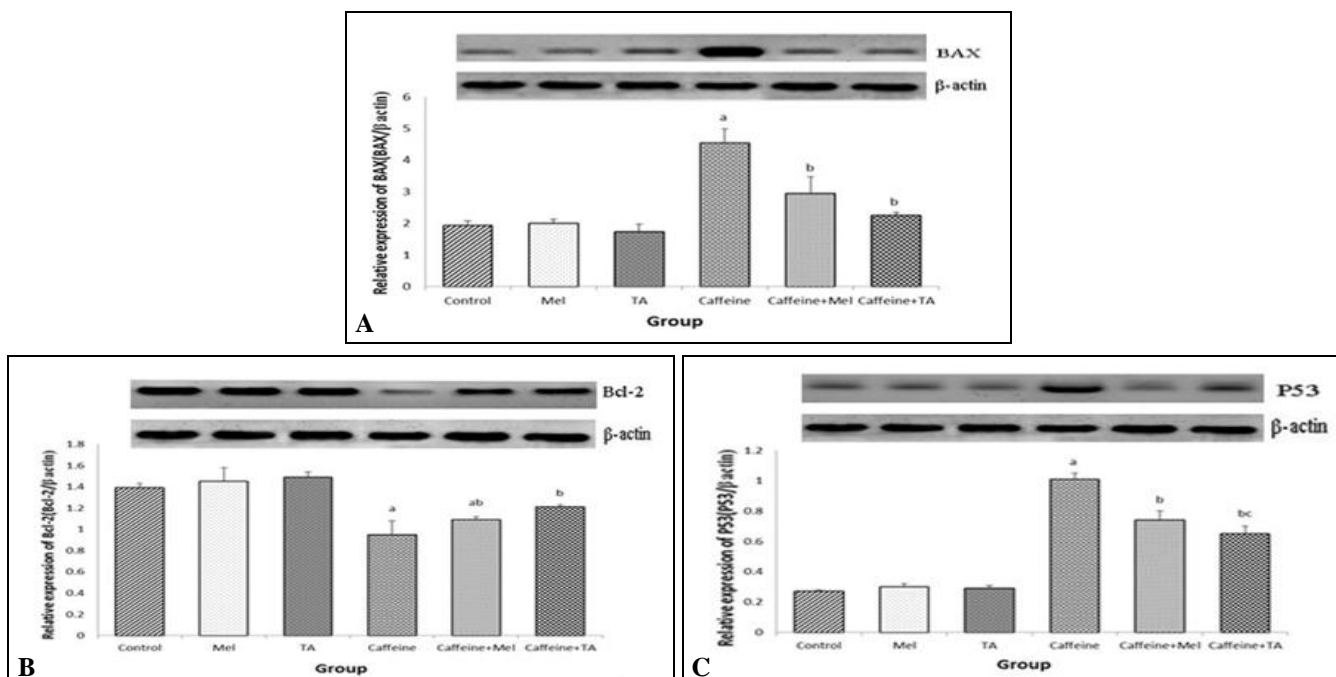 BAX
β-actin
Relative expression of BAX(BAX/β actin)
6
5
4
3
2
1
0
a
b
b
Control Mel TA Caffeine Caffeine+Mel Caffeine+TA
Group
A
Bcl-2
β-actin
Relative expression of Bcl-2(Bcl-2/β actin)
1.8
1.6
1.4
1.2
1
0.8
0.6
0.4
0.2
0
a
ab
b
Control Mel TA Caffeine Caffeine+Mel Caffeine+TA
Group
B
P53
β-actin
Relative expression of P53(P53/β actin)
1.2
1
0.8
0.6
0.4
0.2
0
a
b
bc
Control Mel TA Caffeine Caffeine+Mel Caffeine+TA
Group
C